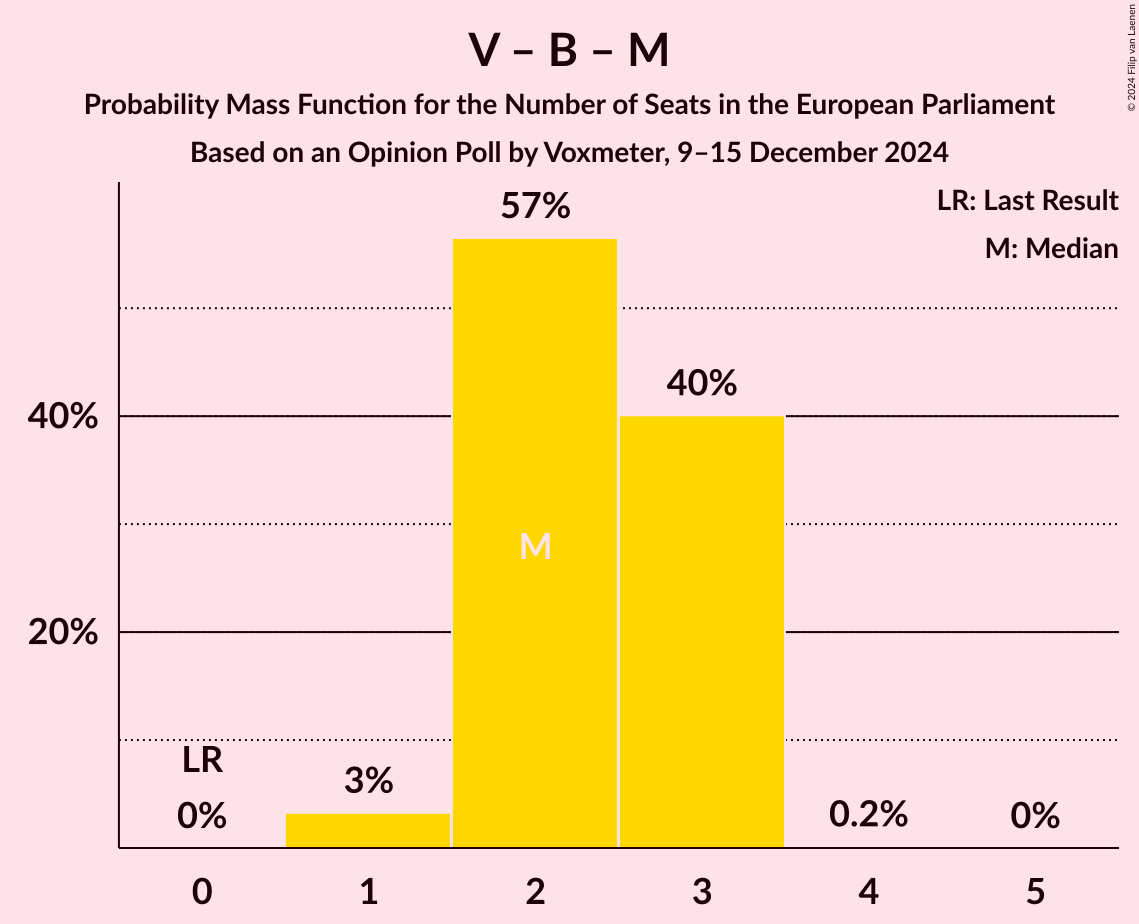 V – B – M
Probability Mass Function for the Number of Seats in the European Parliament
Based on an Opinion Poll by Voxmeter, 9–15 December 2024
© 2024 Filip van Laenen
LR: Last Result
M: Median
57%
40%
40%
M
20%
LR
3%
0%
0.2%
0%
0 1 2 3 4 5